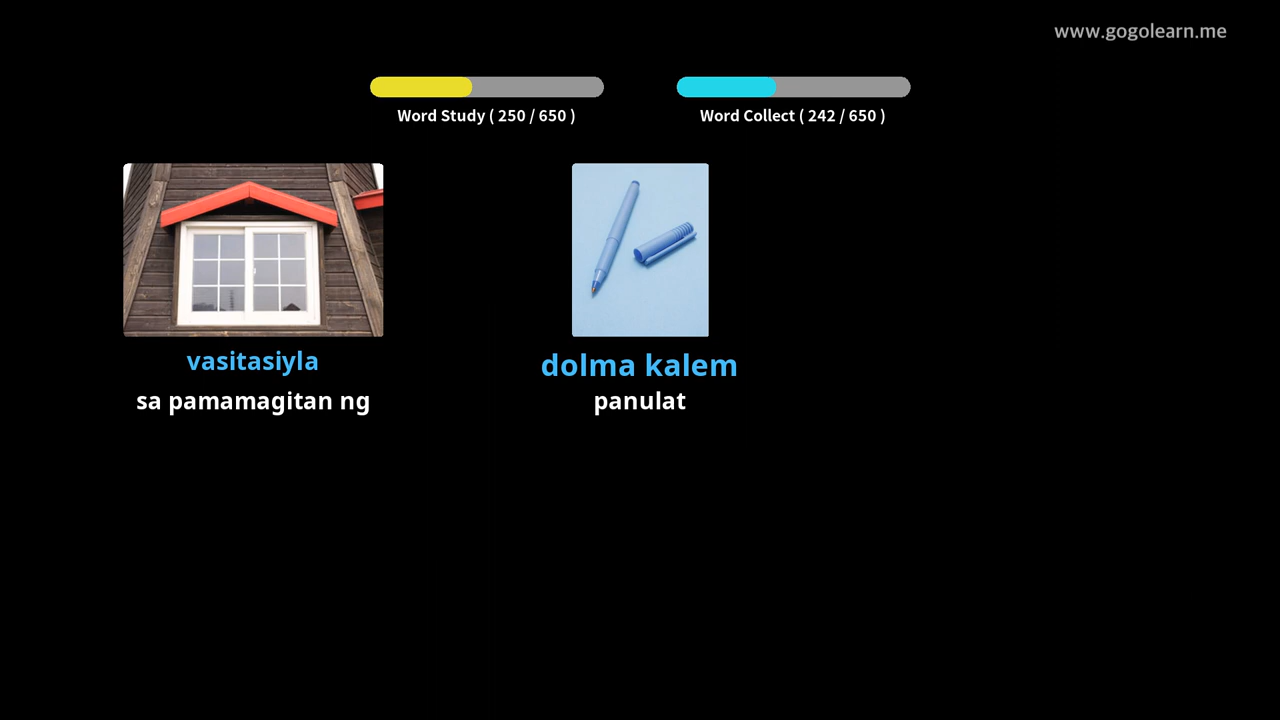 www.gogolearn.me
Word Study ( 250 / 650 )
Word Collect ( 242 / 650 )
vasitasiyla
sa pamamagitan ng
dolma kalem
panulat